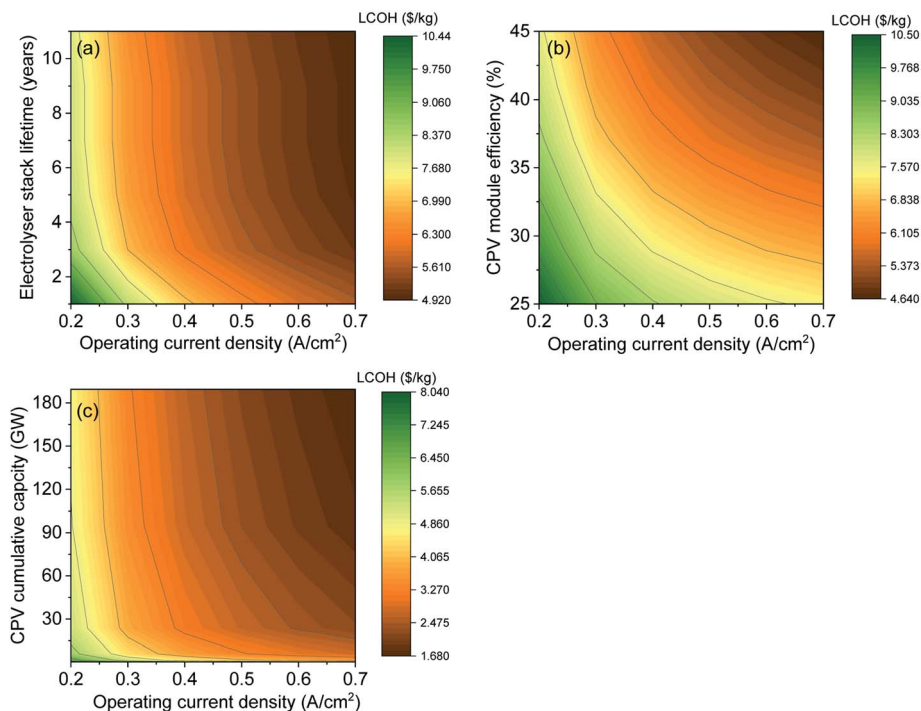 LCOH ($/kg)
(a)
Electrolyser stack lifetime (years)
10
8
6
4
2
0.2 0.3 0.4 0.5 0.6 0.7
Operating current density (A/cm²)
10.44
9.750
9.060
8.370
7.680
6.990
6.300
5.610
4.920
LCOH ($/kg)
(b)
CPV module efficiency (%)
45
40
35
30
25
0.2 0.3 0.4 0.5 0.6 0.7
Operating current density (A/cm²)
10.50
9.768
9.035
8.303
7.570
6.838
6.105
5.373
4.640
LCOH ($/kg)
(c)
CPV cumulative capcity (GW)
180
150
120
90
60
30
0.2 0.3 0.4 0.5 0.6 0.7
Operating current density (A/cm²)
8.040
7.245
6.450
5.655
4.860
4.065
3.270
2.475
1.680